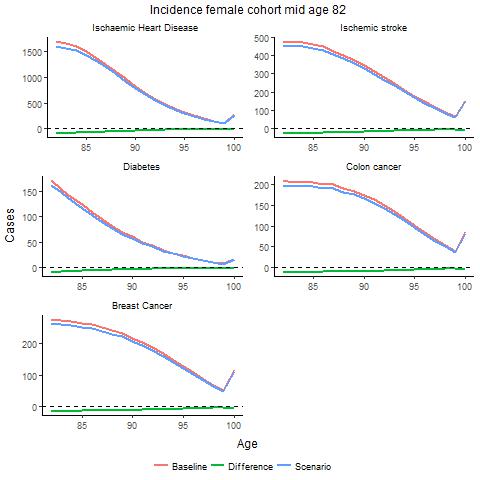 Incidence female cohort mid age 82
Ischaemic Heart Disease
Ischemic stroke
1500
1000
500
0
85 90 95 100
500
400
300
200
100
0
85 90 95 100
Diabetes
Colon cancer
150
100
50
0
85 90 95 100
200
150
100
50
0
85 90 95 100
Cases
Breast Cancer
200
100
0
85 90 95 100
Age
Baseline Difference Scenario